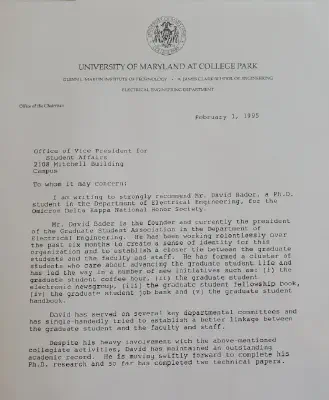 UNIVERSITY OF MARYLAND AT COLLEGE PARK
GLENN L. MARTIN INSTITUTE OF TECHNOLOGY • A. JAMES CLARK SCHOOL OF ENGINEERING
ELECTRICAL ENGINEERING DEPARTMENT
Office of the Chairman
February 1, 1995
Office of Vice President for
Student Affairs
2108 Mitchell Building
Campus
To whom it may concern:
I am writing to strongly recommend Mr. David Bader, a Ph.D.
student in the Department of Electrical Engineering, for the
Omicron Delta Kappa National Honor Society.
Mr. David Bader is the founder and currently the president
of the Graduate Student Association in the Department of
Electrical Engineering. He has been working relentlessly over
the past six months to create a sense of identity for this
organization and to establish a closer tie between the graduate
students and the faculty and staff. He has formed a cluster of
students who care about advancing the graduate student life and
has led the way in a number of new initiatives such as: (i) the
graduate student coffee hour, (ii) the graduate student
electronic newsgroup, (iii) the graduate student fellowship book,
(iv) the graduate student job bank and (v) the graduate student
handbook.
David has served on several key departmental committees and
has single-handedly tried to establish a better linkage between
the graduate student and the faculty and staff.
Despite his heavy involvement with the above-mentioned
collegiate activities, David has maintained an outstanding
academic record. He is moving swiftly forward to complete his
Ph.D. research and so far has completed two technical papers.